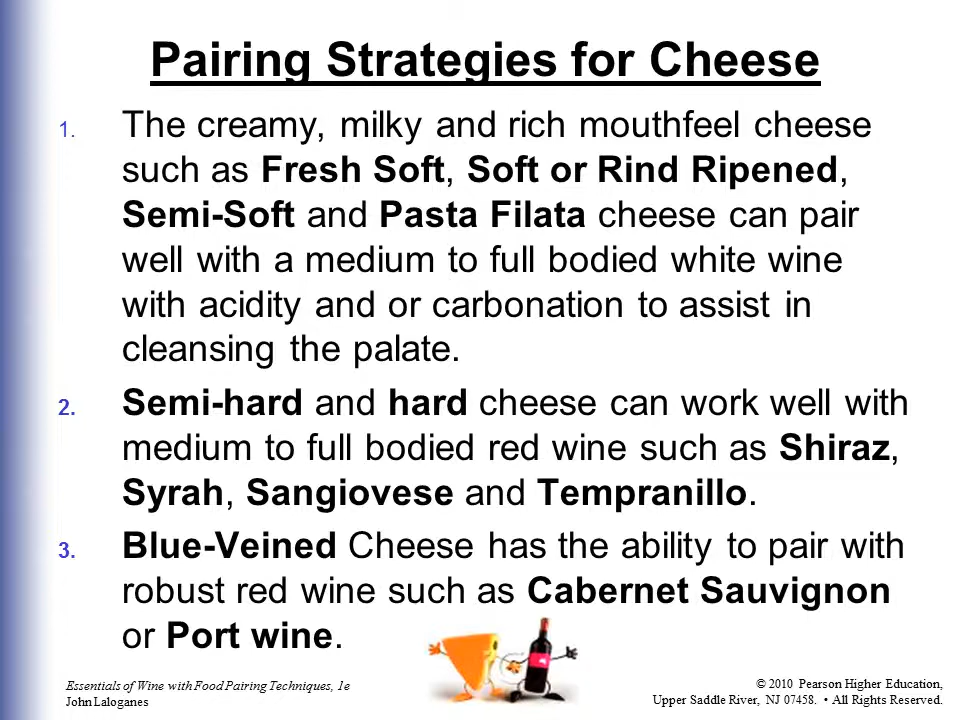 Pairing Strategies for Cheese
1. The creamy, milky and rich mouthfeel cheese
such as Fresh Soft, Soft or Rind Ripened,
Semi-Soft and Pasta Filata cheese can pair
well with a medium to full bodied white wine
with acidity and or carbonation to assist in
cleansing the palate.
2. Semi-hard and hard cheese can work well with
medium to full bodied red wine such as Shiraz,
Syrah, Sangiovese and Tempranillo.
3. Blue-Veined Cheese has the ability to pair with
robust red wine such as Cabernet Sauvignon
or Port wine.
Essentials of Wine with Food Pairing Techniques, 1e
John Laloganes
© 2010 Pearson Higher Education,
Upper Saddle River, NJ 07458. • All Rights Reserved.